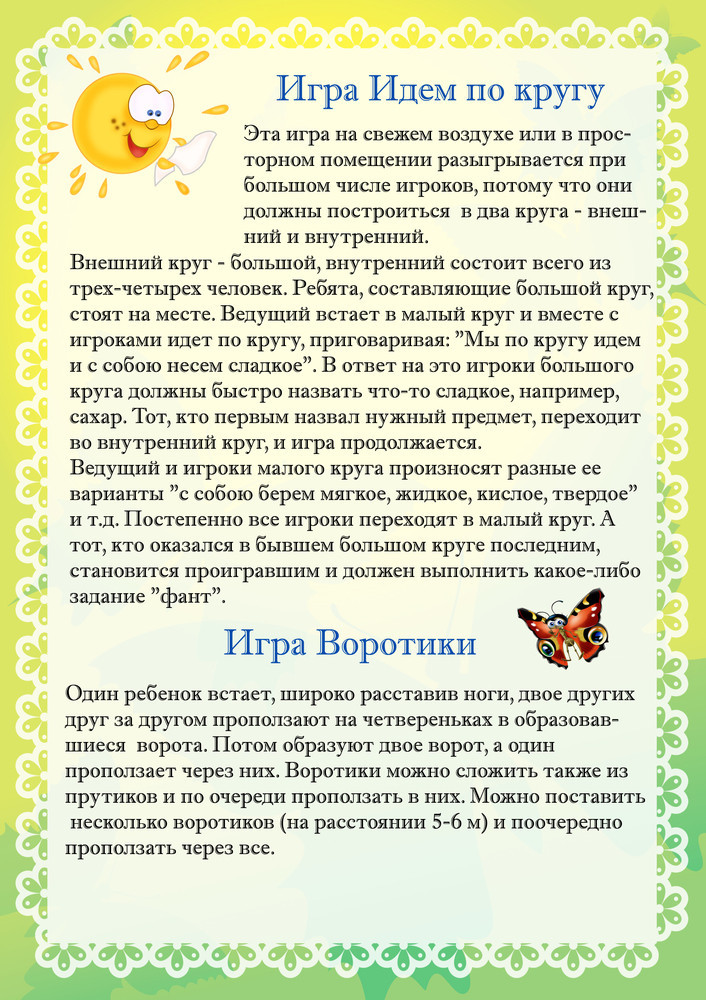 Игра Идем по кругу
Эта игра на свежем воздухе или в прос-
торном помещении разыгрывается при
большом числе игроков, потому что они
должны построиться  в два круга - внеш-
ний и внутренний.
Внешний круг - большой, внутренний состоит всего из
трех-четырех человек. Ребята, составляющие большой круг,
стоят на месте. Ведущий встает в малый круг и вместе с
игроками идет по кругу, приговаривая: ”Мы по кругу идем
и с собою несем сладкое”. В ответ на это игроки большого
круга должны быстро назвать что-то сладкое, например,
сахар. Тот, кто первым назвал нужный предмет, переходит
во внутренний круг, и игра продолжается.
Ведущий и игроки малого круга произносят разные ее
варианты ”с собою берем мягкое, жидкое, кислое, твердое”
и т.д. Постепенно все игроки переходят в малый круг. А
тот, кто оказался в бывшем большом круге последним,
становится проигравшим и должен выполнить какое-либо
задание ”фант”.
Игра Воротики
Один ребенок встает, широко расставив ноги, двое других
друг за другом проползают на четвереньках в образовав-
шиеся  ворота. Потом образуют двое ворот, а один
проползает через них. Воротики можно сложить также из
прутиков и по очереди проползать в них. Можно поставить
несколько воротиков (на расстоянии 5-6 м) и поочередно
проползать через все.